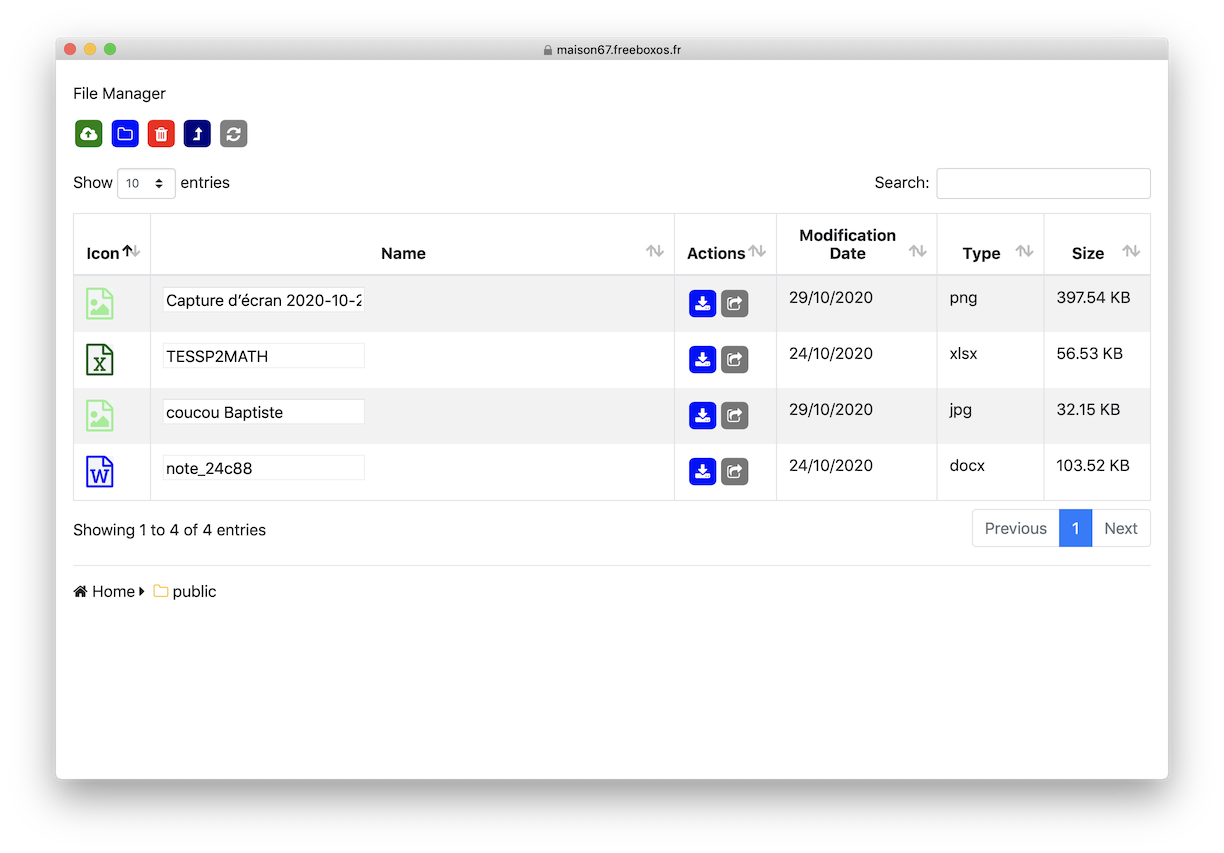 maison67.freeboxos.fr
File Manager
Show 10 entries
Search:
Icon Name Actions Modification Date Type Size
Capture d’écran 2020-10-2 29/10/2020 png 397.54 KB
X TESSP2MATH 24/10/2020 xlsx 56.53 KB
coucou Baptiste 29/10/2020 jpg 32.15 KB
W note_24c88 24/10/2020 docx 103.52 KB
Showing 1 to 4 of 4 entries
Previous 1 Next
Home public